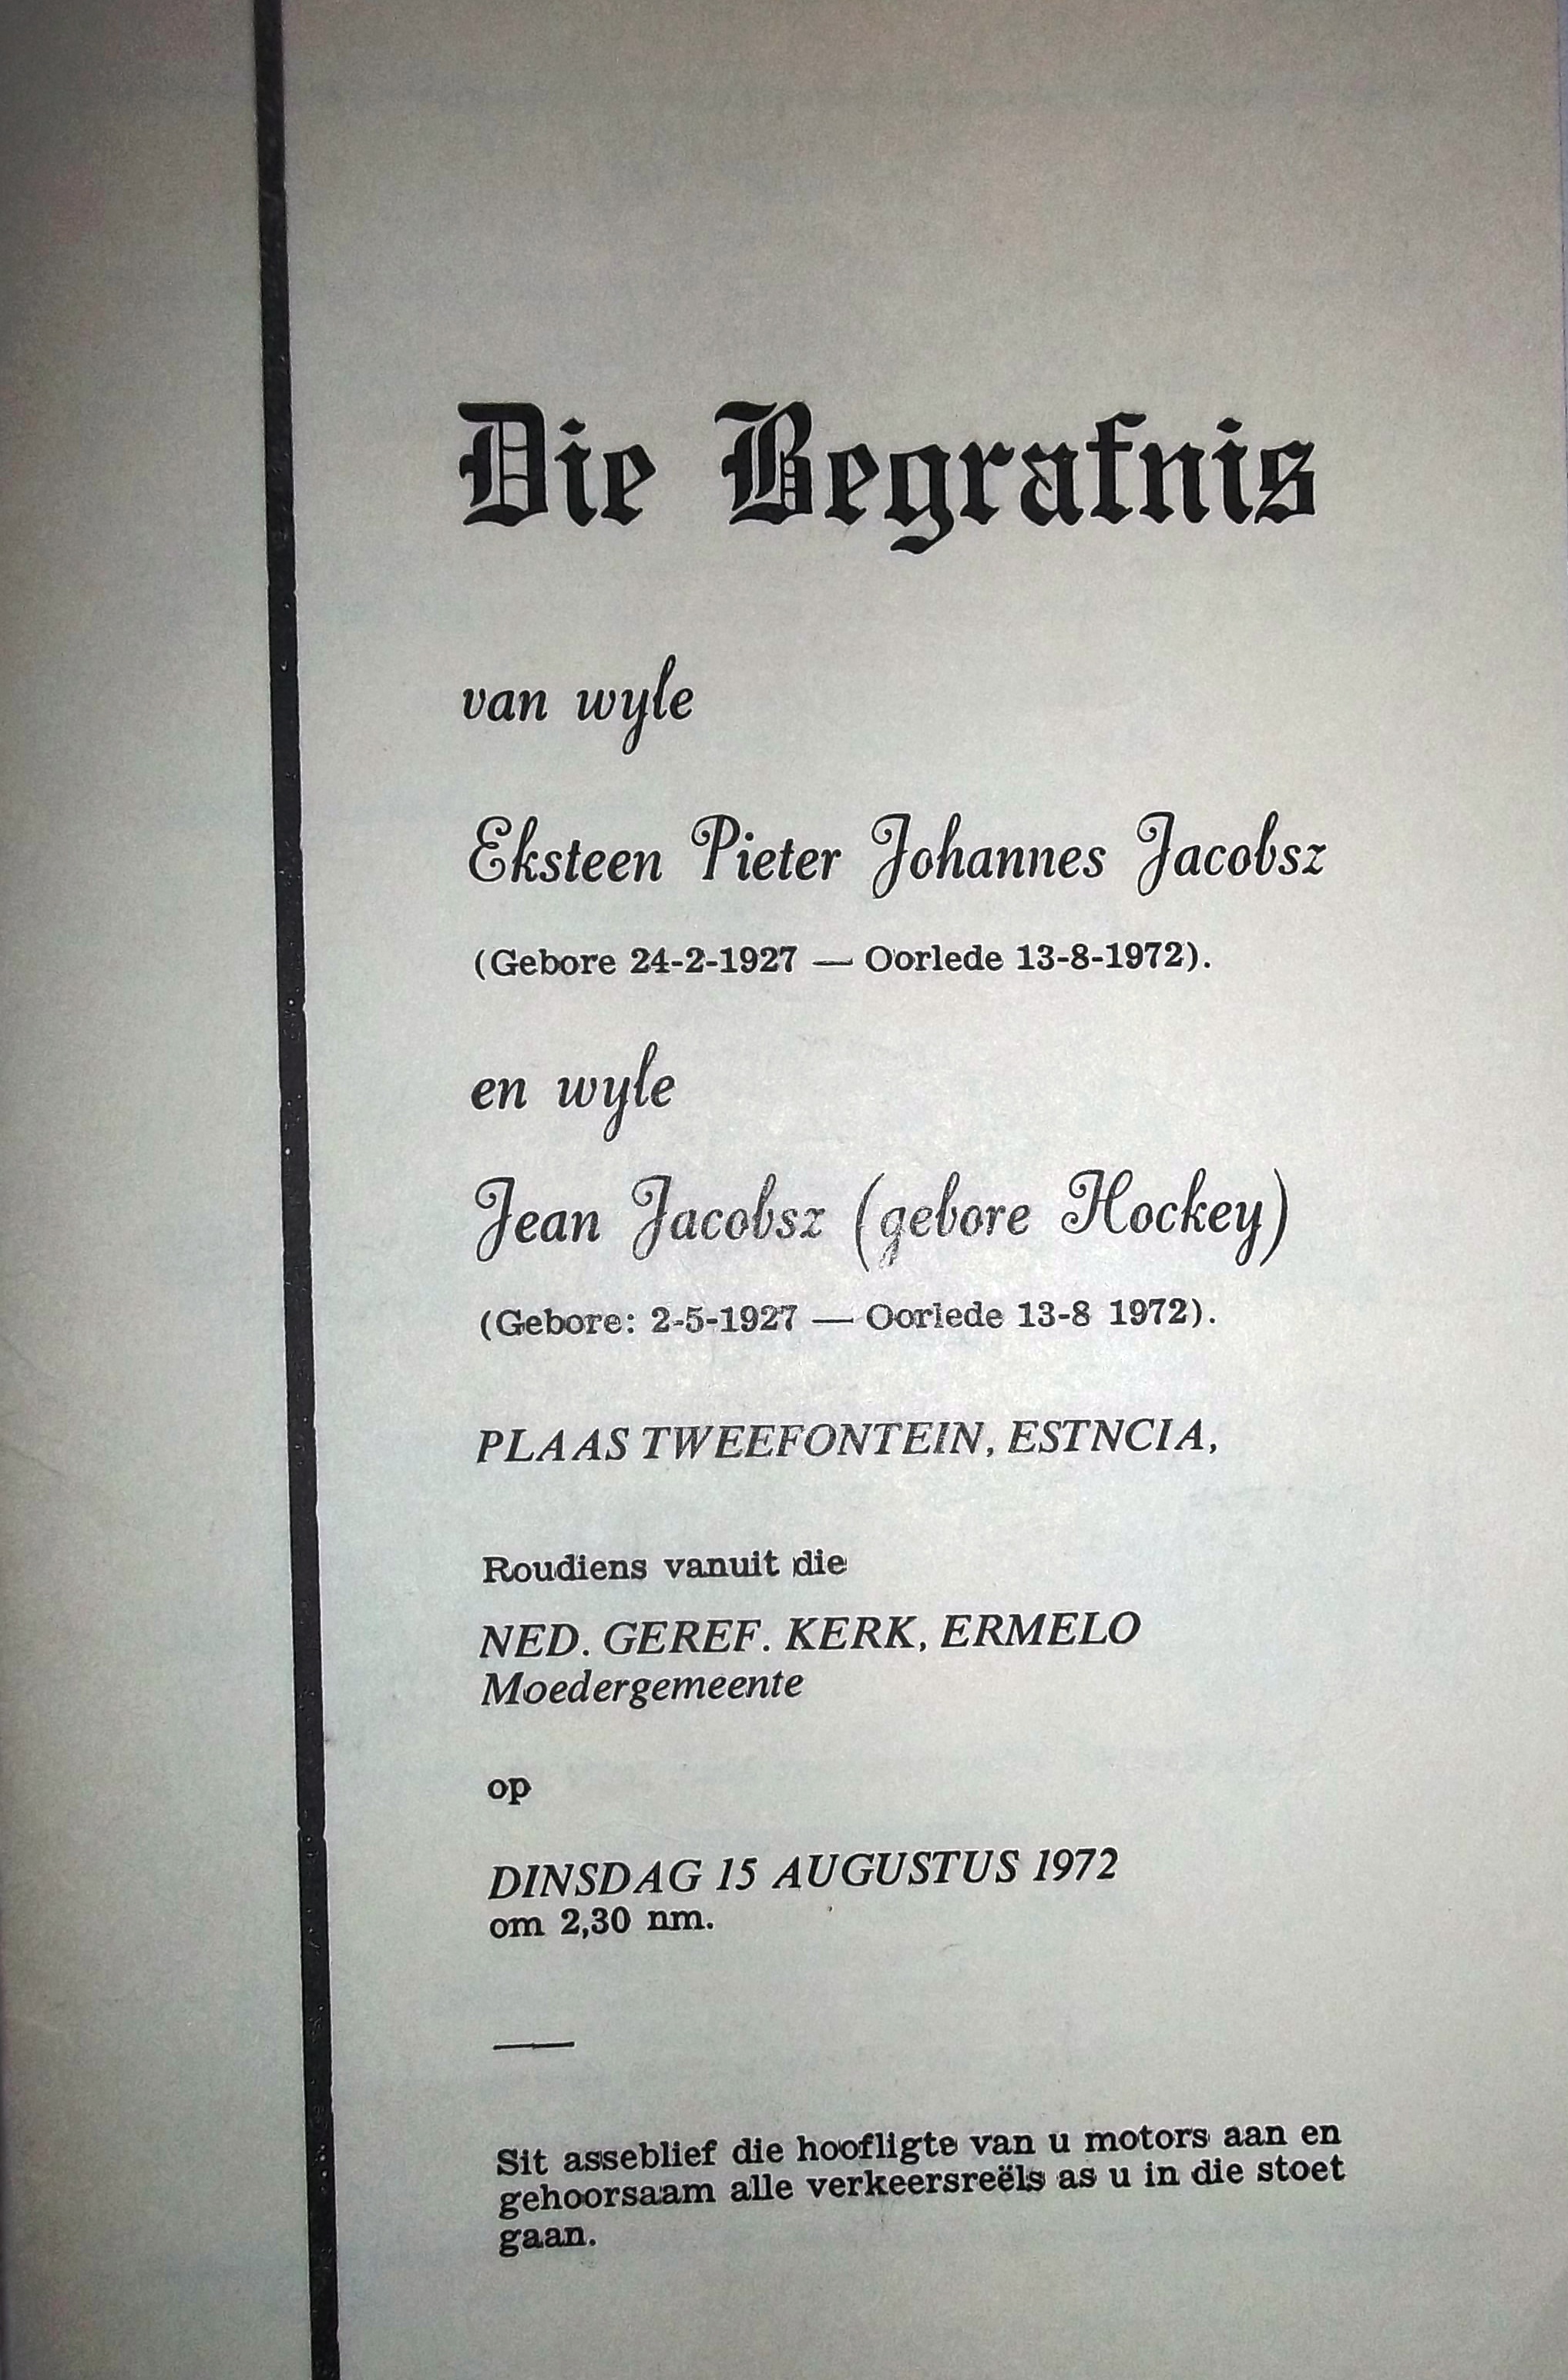 Die Begrafnis
van wyle
Eksteen Pieter Johannes Jacobsz
(Gebore 24-2-1927 — Oorlede 13-8-1972).
en wyle
Jean Jacobsz (gebore Hockey)
(Gebore: 2-5-1927 — Oorlede 13-8 1972).
PLAAS TWEEFONTEIN, ESTNCIA,
Roudiens vanuit die
NED. GEREF. KERK, ERMELO
Moedergemeente
op
DINSDAG 15 AUGUSTUS 1972
om 2,30 nm.
Sit asseblief die hoofligte van u motors aan en
gehoorsaam alle verkeersreëls as u in die stoet
gaan.